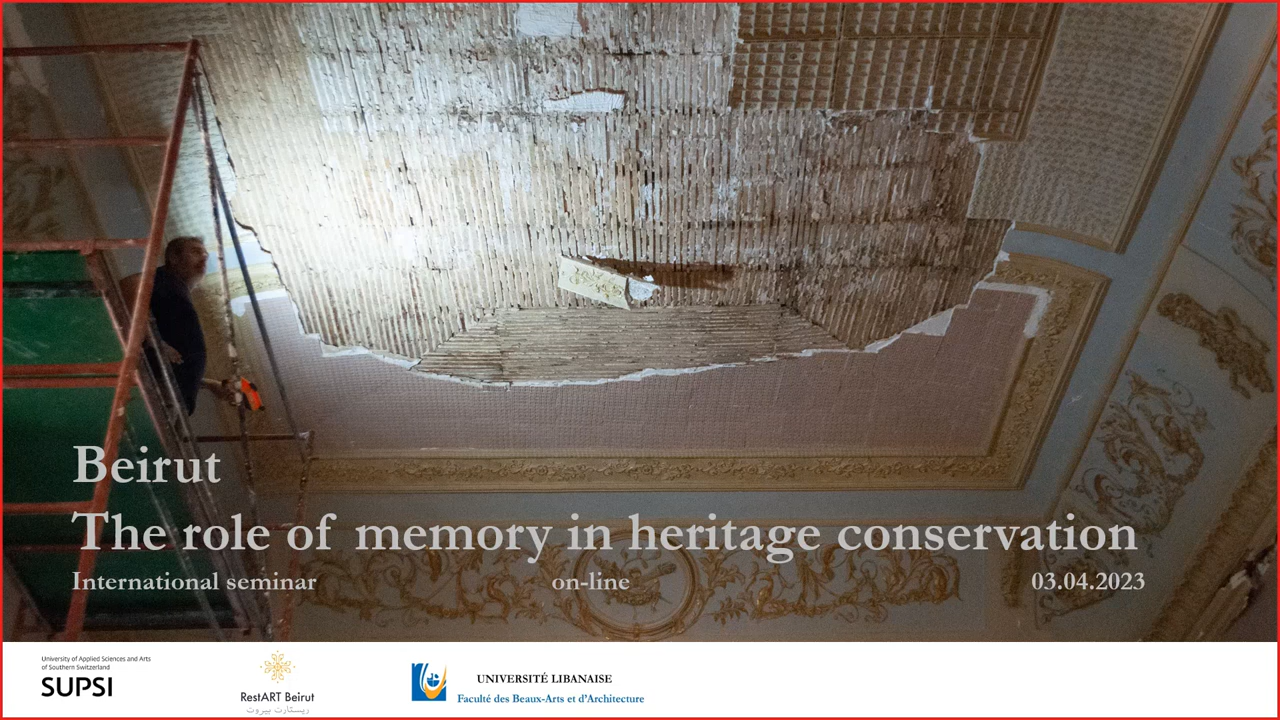 Beirut
The role of memory in heritage conservation
International seminar on-line 03.04.2023
University of Applied Sciences and Arts
of Southern Switzerland
SUPSI
RestART Beirut
ريستارت بيروت
UNIVERSITÉ LIBANAISE
Faculté des Beaux-Arts et d'Architecture